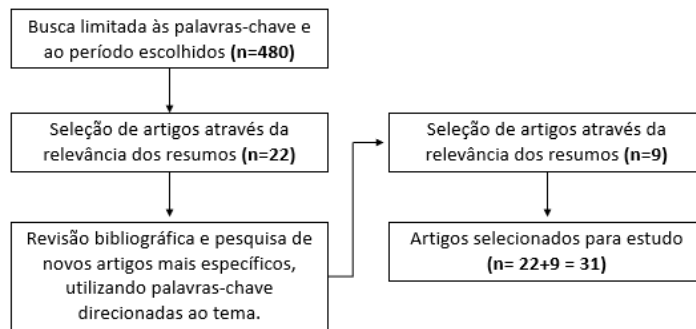 Busca limitada às palavras-chave e
ao período escolhidos (n=480)
Seleção de artigos através da
relevância dos resumos (n=22)
Revisão bibliográfica e pesquisa de
novos artigos mais específicos,
utilizando palavras-chave
direcionadas ao tema.
Seleção de artigos através da
relevância dos resumos (n=9)
Artigos selecionados para estudo
(n= 22+9 = 31)